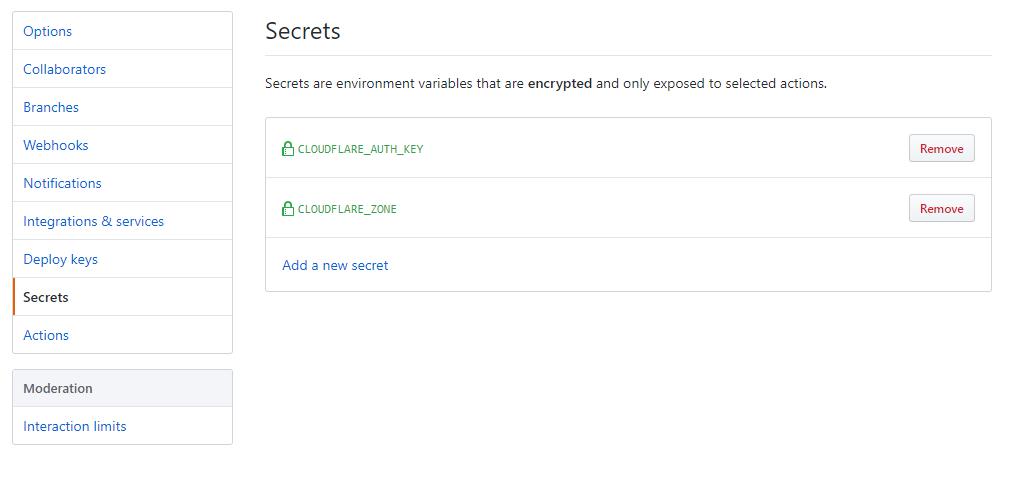 Options
Collaborators
Branches
Webhooks
Notifications
Integrations & services
Deploy keys
Secrets
Actions
Moderation
Interaction limits
Secrets
Secrets are environment variables that are encrypted and only exposed to selected actions.
CLOUDFLARE_AUTH_KEY Remove
CLOUDFLARE_ZONE Remove
Add a new secret